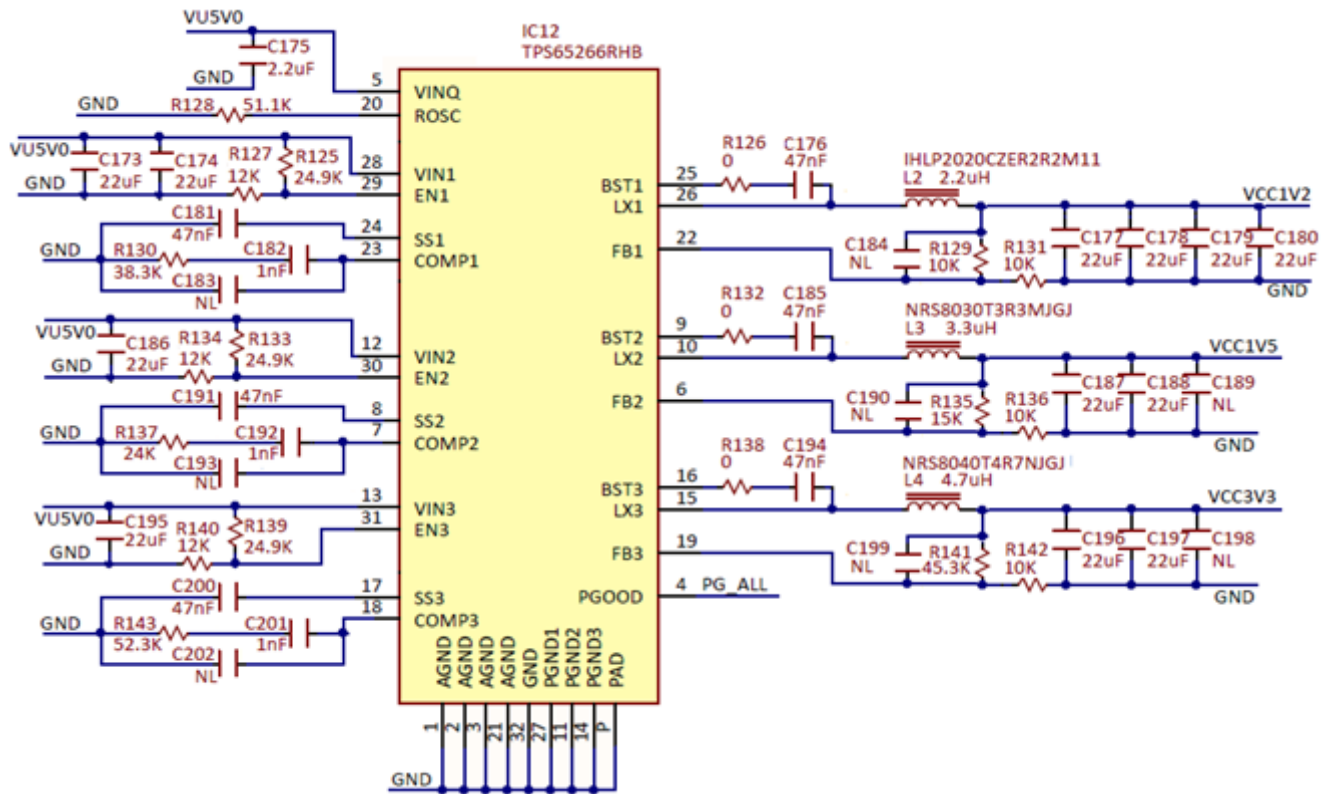 IC12
TPS65266RHB
VU5V0
C175
2.2uF
GND
5
VINQ
GND
R128
51.1K
20
ROSC
VU5V0
C173
22uF
C174
22uF
R127
12K
R125
24.9K
28
VIN1
GND
29
EN1
C181
47nF
24
SS1
GND
R130
38.3K
C182
1nF
23
COMP1
C183
NL
VU5V0
C186
22uF
R134
12K
R133
24.9K
12
VIN2
GND
30
EN2
C191
47nF
8
SS2
GND
R137
24K
C192
1nF
7
COMP2
C193
NL
VU5V0
C195
22uF
R140
12K
R139
24.9K
13
VIN3
GND
31
EN3
C200
47nF
17
SS3
GND
R143
52.3K
C201
1nF
18
COMP3
C202
NL
R126
0
C176
47nF
IHLP2020CZER2R2M11
L2 2.2uH
BST1
25
LX1
26
VCC1V2
FB1
22
C184
NL
R129
10K
R131
10K
C177
22uF
C178
22uF
C179
22uF
C180
22uF
GND
R132
0
C185
47nF
NRS8030T3R3MJGJ
L3 3.3uH
BST2
9
LX2
10
VCC1V5
FB2
6
C190
NL
R135
15K
R136
10K
C187
22uF
C188
22uF
C189
NL
GND
R138
0
C194
47nF
NRS8040T4R7NJGJ
L4 4.7uH
BST3
16
LX3
15
VCC3V3
FB3
19
C199
NL
R141
45.3K
R142
10K
C196
22uF
C197
22uF
C198
NL
GND
PGOOD
4
PG_ALL
AGND
AGND
AGND
AGND
GND
PGND1
PGND2
PGND3
PAD
1
2
3
21
32
27
11
14
P
GND